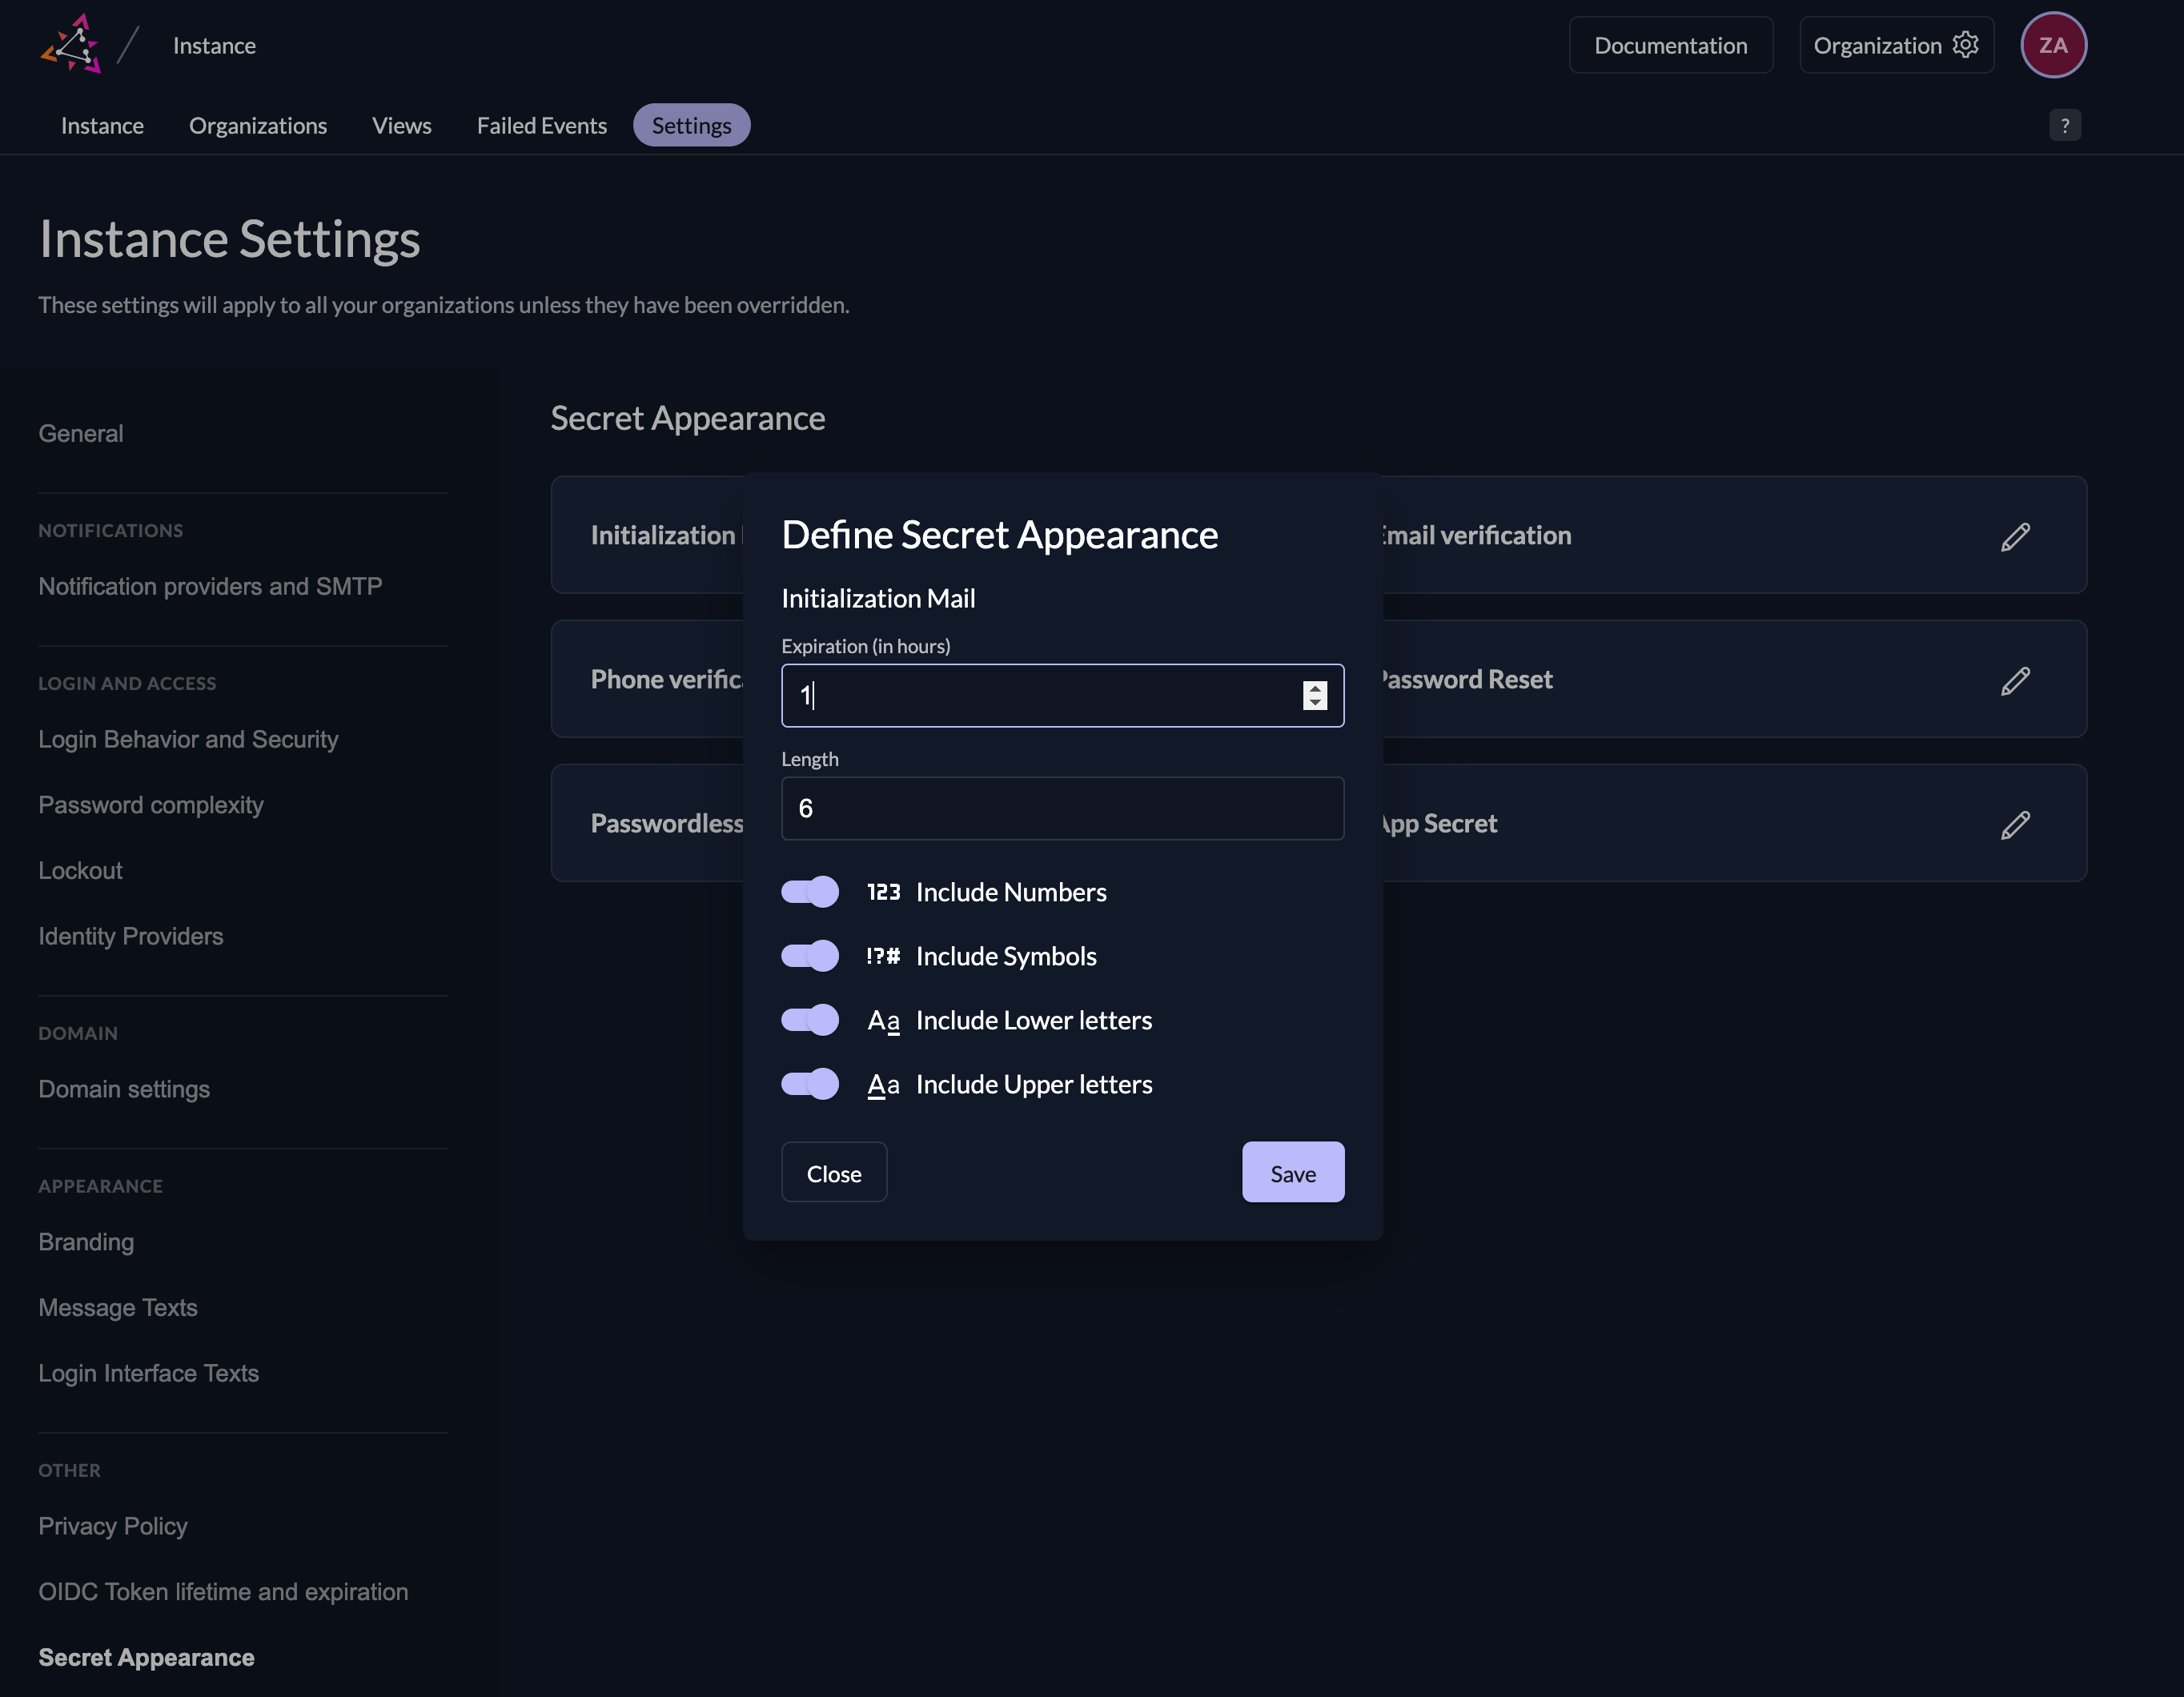 Instance
Documentation
Organization
ZA
Instance
Organizations
Views
Failed Events
Settings
?
Instance Settings
These settings will apply to all your organizations unless they have been overridden.
General
NOTIFICATIONS
Notification providers and SMTP
LOGIN AND ACCESS
Login Behavior and Security
Password complexity
Lockout
Identity Providers
DOMAIN
Domain settings
APPEARANCE
Branding
Message Texts
Login Interface Texts
OTHER
Privacy Policy
OIDC Token lifetime and expiration
Secret Appearance
Secret Appearance
Initialization
Email verification
Phone
Password Reset
Passwordless
App Secret
Define Secret Appearance
Initialization Mail
Expiration (in hours)
1
Length
6
123 Include Numbers
!?# Include Symbols
Aa Include Lower letters
Aa Include Upper letters
Close
Save